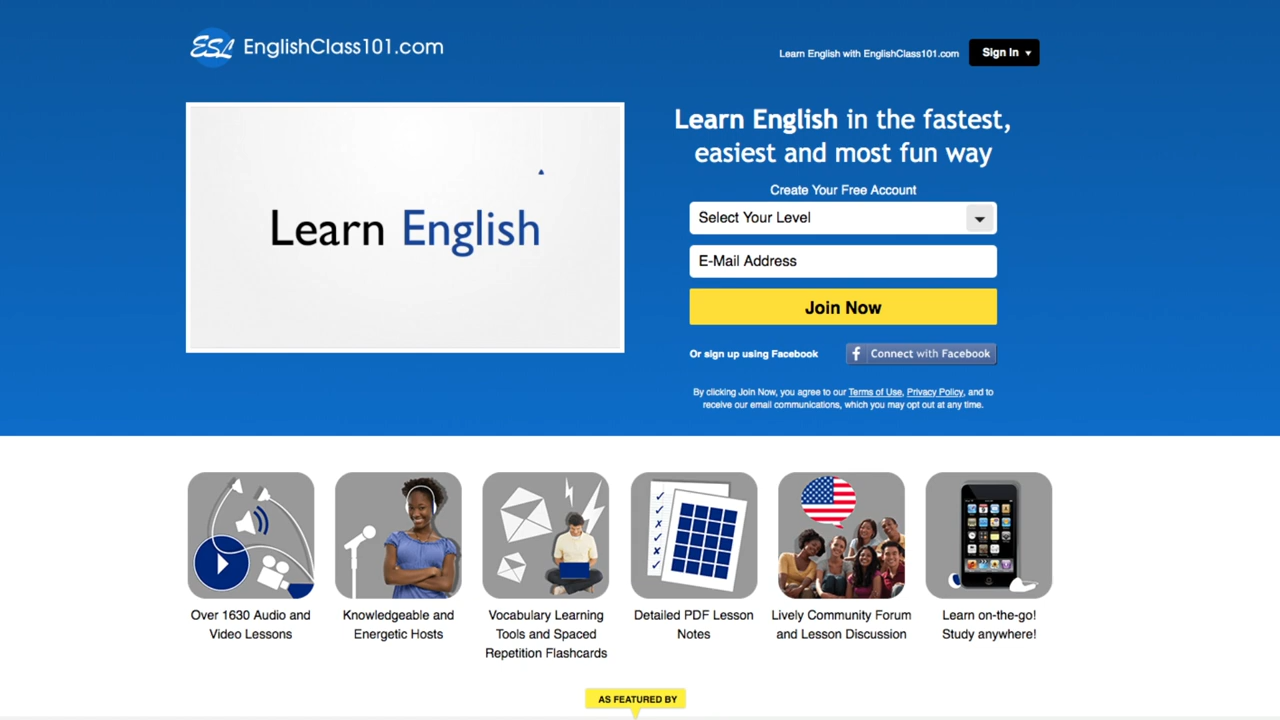 ESL EnglishClass101.com
Learn English with EnglishClass101.com
Sign In
Learn English
Learn English in the fastest,
easiest and most fun way
Create Your Free Account
Select Your Level
E-Mail Address
Join Now
Or sign up using Facebook
f Connect with Facebook
By clicking Join Now, you agree to our Terms of Use, Privacy Policy, and to
receive our email communications, which you may opt out at any time.
Over 1630 Audio and
Video Lessons
Knowledgeable and
Energetic Hosts
Vocabulary Learning
Tools and Spaced
Repetition Flashcards
Detailed PDF Lesson
Notes
Lively Community Forum
and Lesson Discussion
Learn on-the-go!
Study anywhere!
AS FEATURED BY